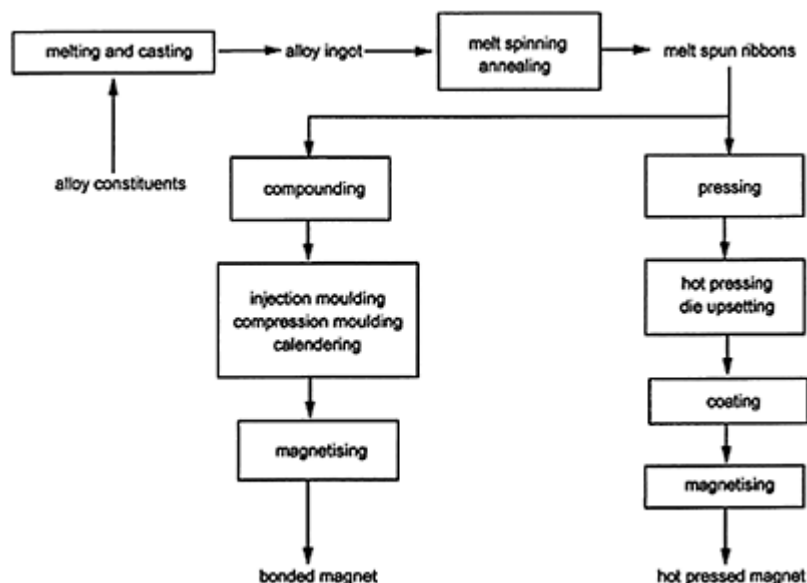 melting and casting
alloy ingot
melt spinning
annealing
melt spun ribbons
alloy constituents
compounding
pressing
injection moulding
compression moulding
calendering
hot pressing
die upsetting
coating
magnetising
magnetising
bonded magnet
hot pressed magnet